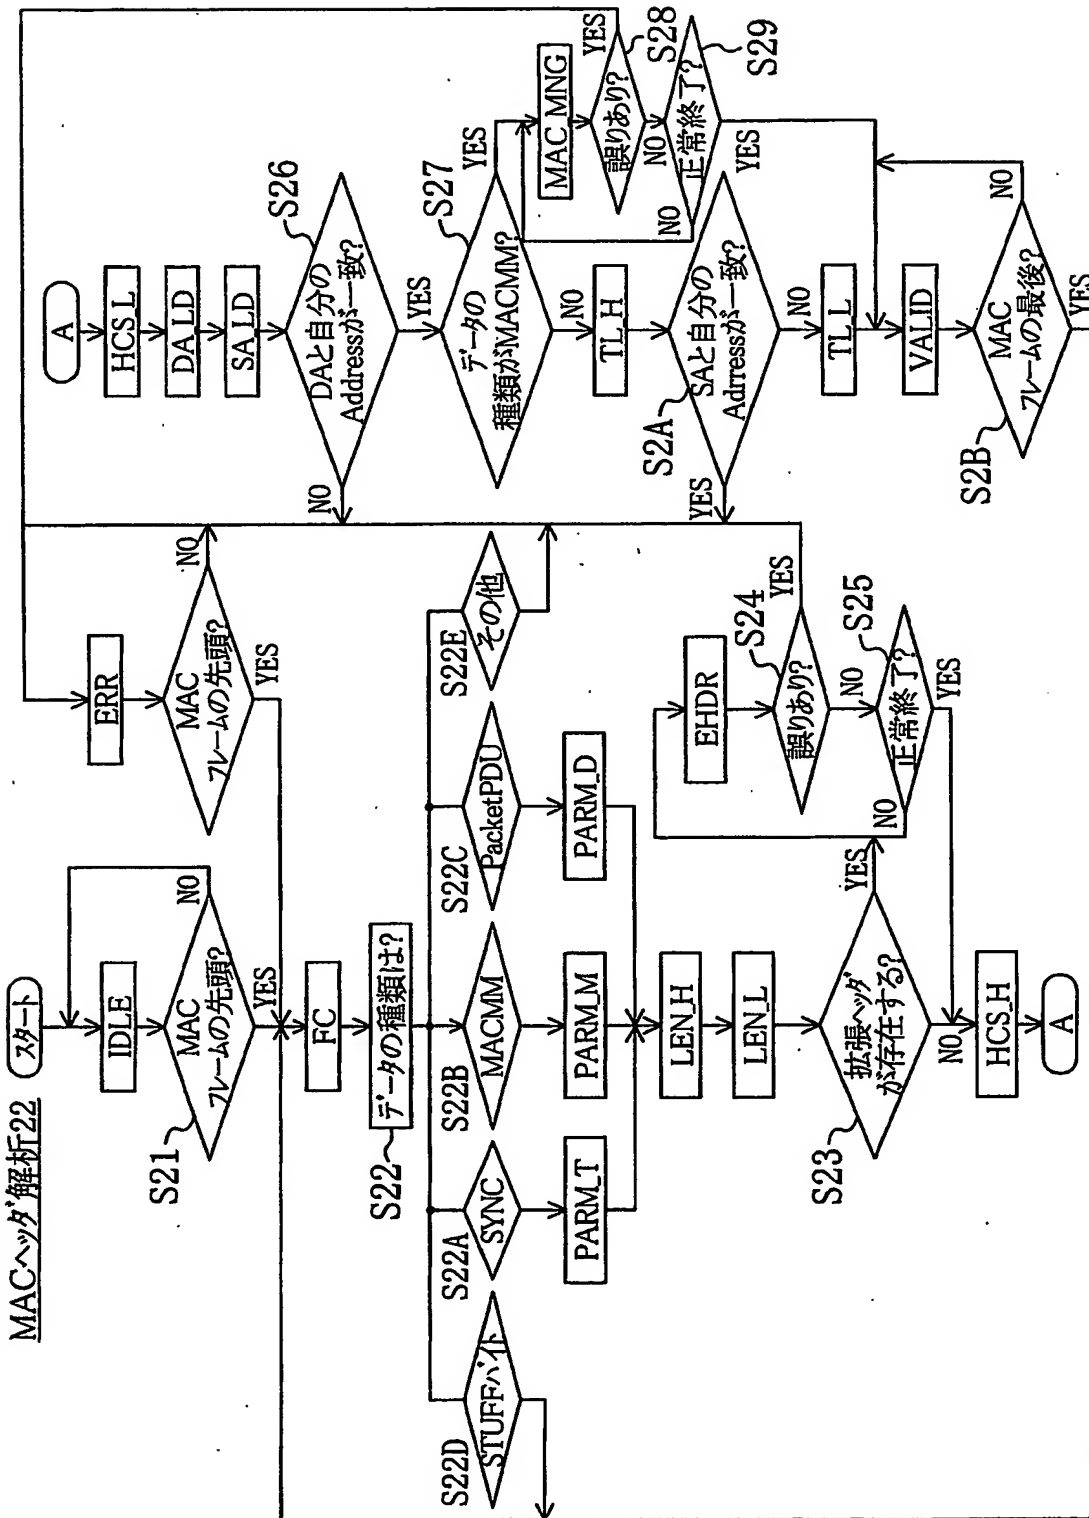 MACヘッダ解析22
スタート
IDLE
S21
MAC
フレームの先頭?
NO
YES
ERR
MAC
フレームの先頭?
NO
YES
FC
S22
データの種類は?
S22D
STUFFバイト
S22A
SYNC
S22B
MACMM
S22C
PacketPDU
S22E
その他
PARM_T
PARM_M
PARM_D
LEN_H
LEN_L
S23
拡張ヘッダ
が存在する?
YES
NO
EHDR
S24
誤りあり?
YES
NO
S25
正常終了?
NO
YES
HCS_H
A
A
HCS_L
DA_LD
SA_LD
S26
DAと自分の
Addressが一致?
NO
YES
S27
データの
種類がMACMM?
YES
NO
MAC_MNG
S28
誤りあり?
YES
NO
S29
正常終了?
NO
YES
TL_H
S2A
SAと自分の
Adrressが一致?
YES
NO
TL_L
VALID
S2B
MAC
フレームの最後?
NO
YES